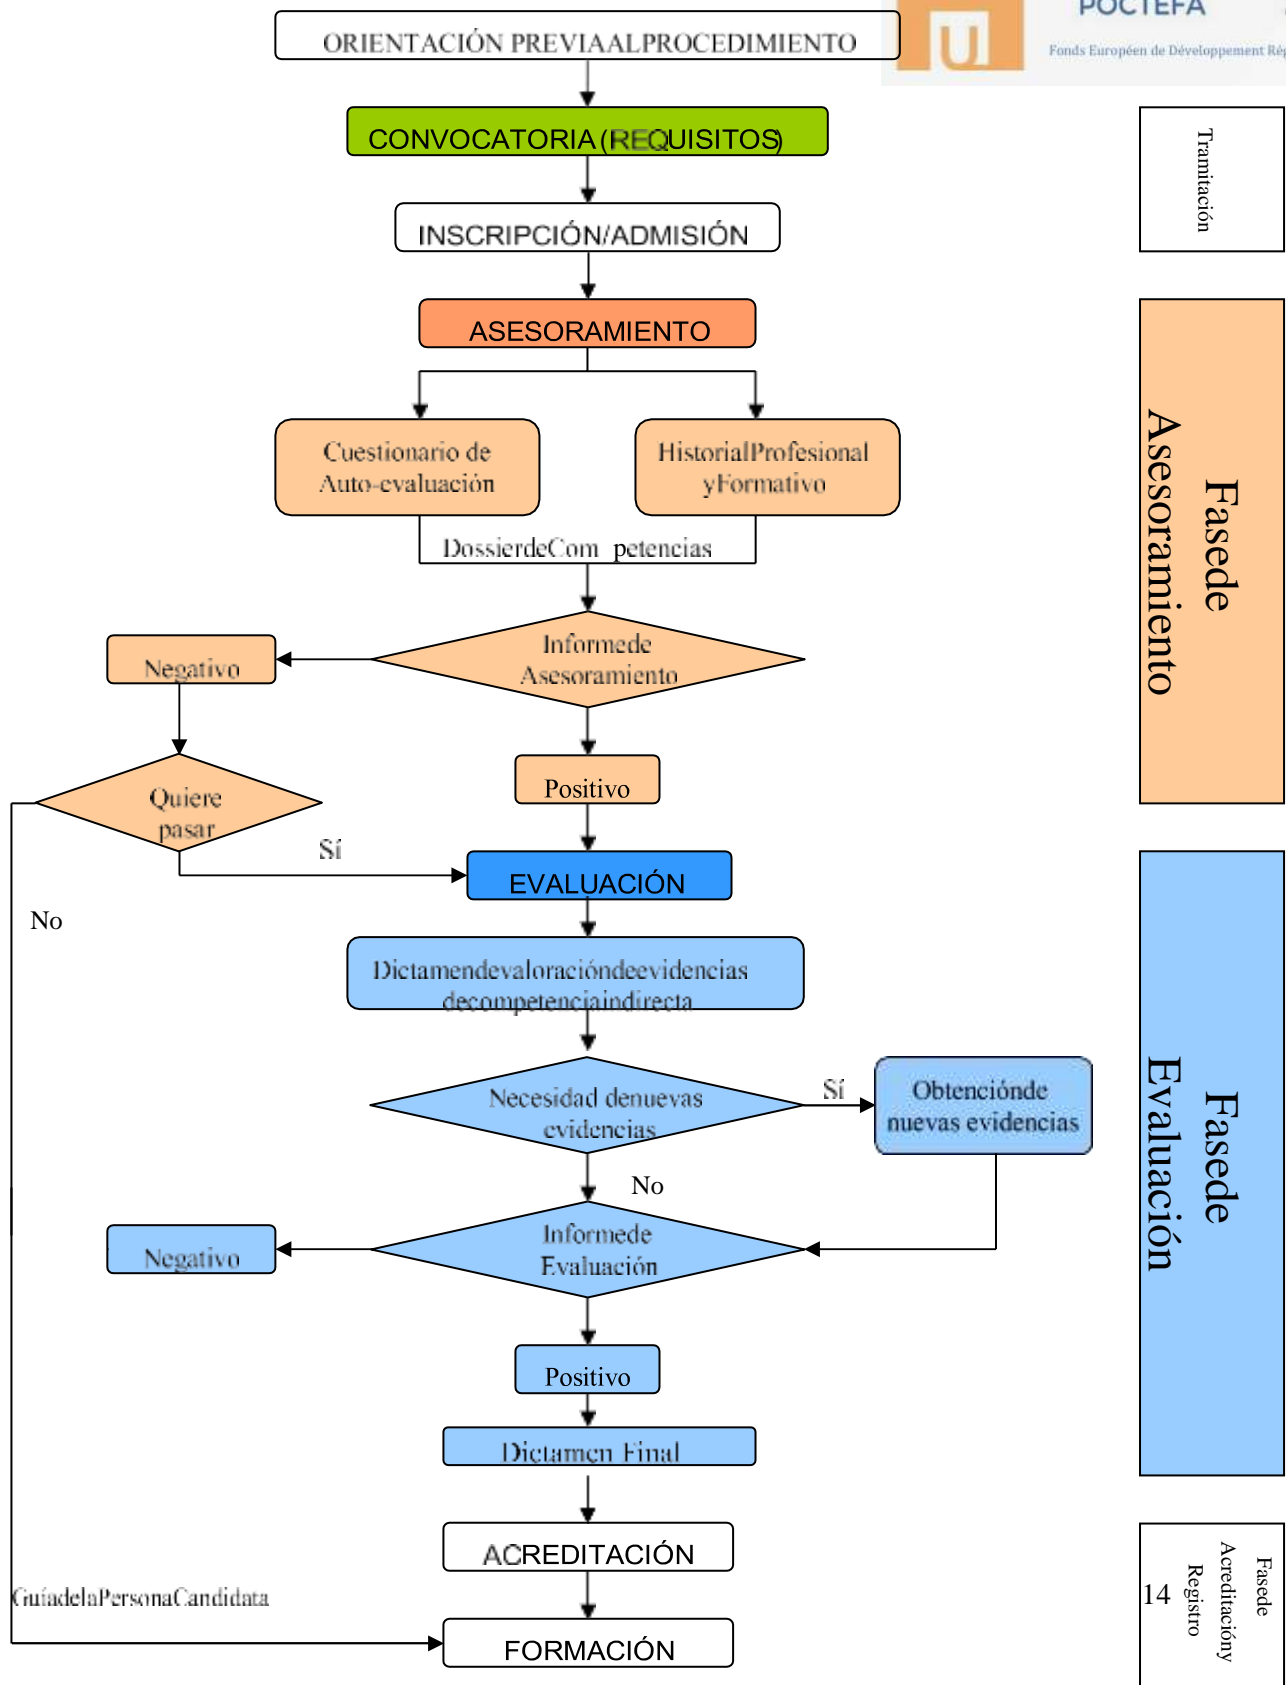 POCTEFA
Fonds Européen de Développement Rég
ORIENTACIÓN PREVIAALPROCEDIMIENTO
CONVOCATORIA (REQUISITOS)
Tramitación
INSCRIPCIÓN/ADMISIÓN
ASESORAMIENTO
Cuestionario de
Auto-evaluación
HistorialProfesional
yFormativo
DossierdeCom petencias
Informede
Asesoramiento
Negativo
Positivo
Quiere
pasar
Sí
No
Fasede
Asesoramiento
EVALUACIÓN
Dictamendevaloracióndeevidencias
decompetenciaindirecta
Necesidad denuevas
evidencias
Sí
Obtenciónde
nuevas evidencias
No
Informede
Evaluación
Negativo
Positivo
Dictamen Final
Fasede
Evaluación
ACREDITACIÓN
GuíadelaPersonaCandidata
FORMACIÓN
Fasede
Acreditacióny
Registro
14